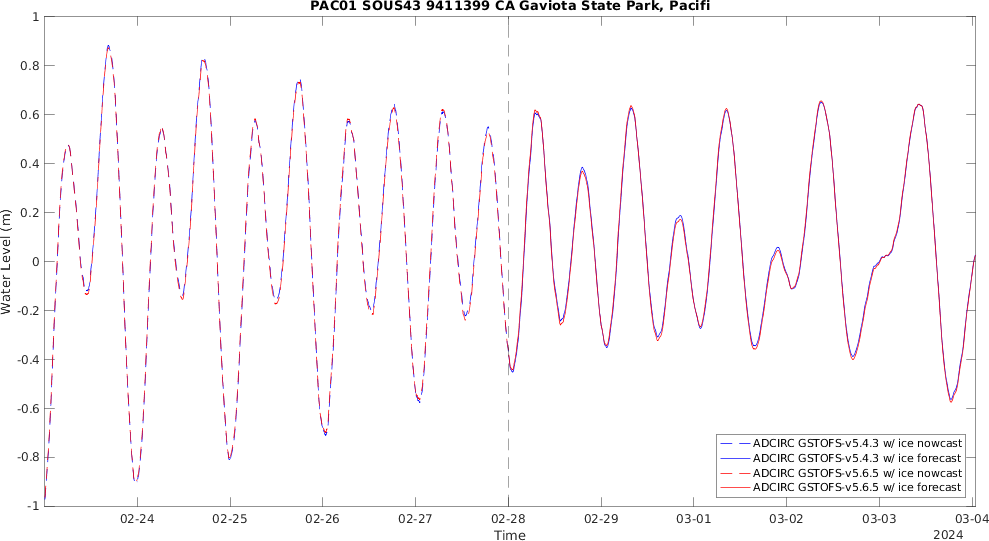 PAC01 SOUS43 9411399 CA Gaviota State Park, Pacifi
1
0.8
0.6
0.4
0.2
0
-0.2
-0.4
-0.6
-0.8
-1
Water Level (m)
02-24 02-25 02-26 02-27 02-28 02-29 03-01 03-02 03-03 03-04
Time
2024
ADCIRC GSTOFS-v5.4.3 w/ ice nowcast
ADCIRC GSTOFS-v5.4.3 w/ ice forecast
ADCIRC GSTOFS-v5.6.5 w/ ice nowcast
ADCIRC GSTOFS-v5.6.5 w/ ice forecast